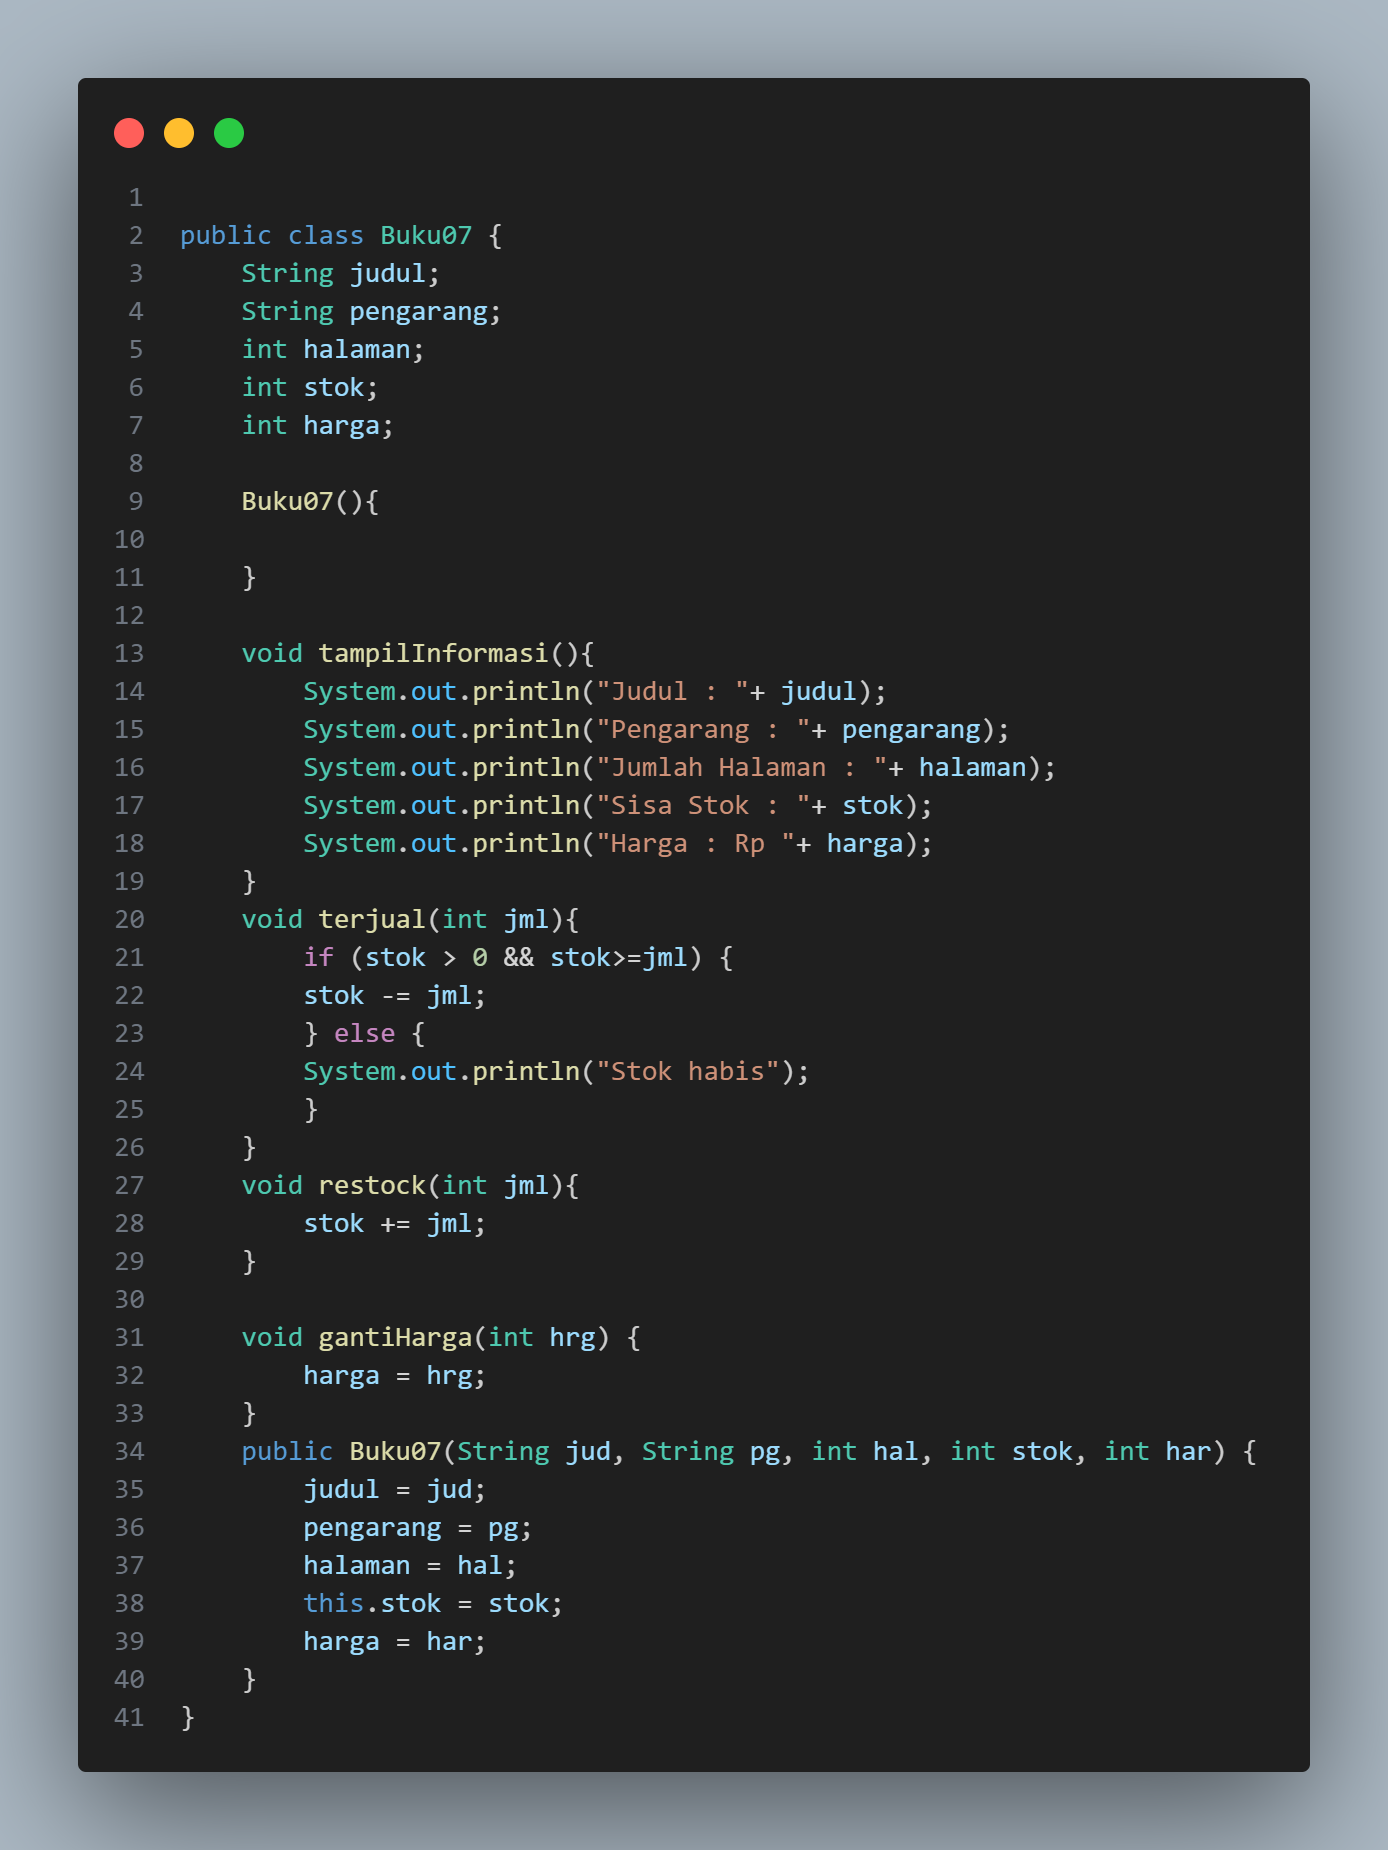 1
2 public class Buku07 {
3     String judul;
4     String pengarang;
5     int halaman;
6     int stok;
7     int harga;
8
9     Buku07(){
10
11     }
12
13     void tampilInformasi(){
14         System.out.println("Judul : "+ judul);
15         System.out.println("Pengarang : "+ pengarang);
16         System.out.println("Jumlah Halaman : "+ halaman);
17         System.out.println("Sisa Stok : "+ stok);
18         System.out.println("Harga : Rp "+ harga);
19     }
20     void terjual(int jml){
21         if (stok > 0 && stok>=jml) {
22         stok -= jml;
23         } else {
24         System.out.println("Stok habis");
25         }
26     }
27     void restock(int jml){
28         stok += jml;
29     }
30
31     void gantiHarga(int hrg) {
32         harga = hrg;
33     }
34     public Buku07(String jud, String pg, int hal, int stok, int har) {
35         judul = jud;
36         pengarang = pg;
37         halaman = hal;
38         this.stok = stok;
39         harga = har;
40     }
41 }